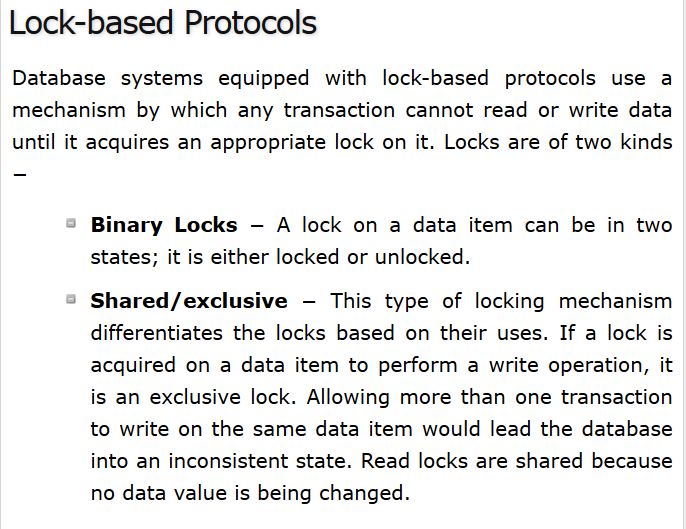 Lock-based Protocols
Database systems equipped with lock-based protocols use a
mechanism by which any transaction cannot read or write data
until it acquires an appropriate lock on it. Locks are of two kinds
−
Binary Locks − A lock on a data item can be in two
states; it is either locked or unlocked.
Shared/exclusive − This type of locking mechanism
differentiates the locks based on their uses. If a lock is
acquired on a data item to perform a write operation, it
is an exclusive lock. Allowing more than one transaction
to write on the same data item would lead the database
into an inconsistent state. Read locks are shared because
no data value is being changed.